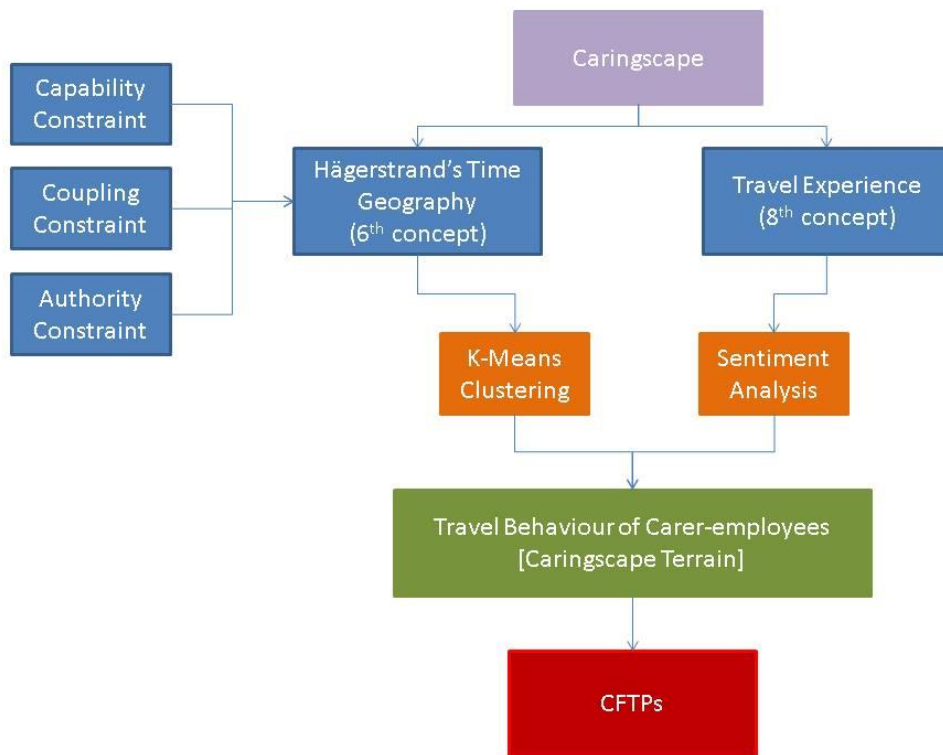 Caringscape
Capability
Constraint
Coupling
Constraint
Authority
Constraint
Hägerstrand's Time
Geography
(6th concept)
Travel Experience
(8th concept)
K-Means
Clustering
Sentiment
Analysis
Travel Behaviour of Carer-employees
[Caringscape Terrain]
CFTPs